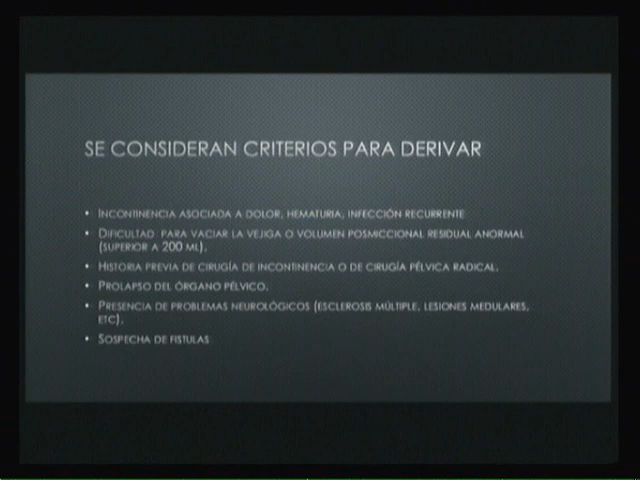 SE CONSIDERAN CRITERIOS PARA DERIVAR
• INCONTINENCIA ASOCIADA A DOLOR, HEMATURIA, INFECCIÓN RECURRENTE
• DIFICULTAD PARA VACIAR LA VEJIGA O VOLUMEN POSMICCIONAL RESIDUAL ANORMAL
(SUPERIOR A 200 ML).
• HISTORIA PREVIA DE CIRUGÍA DE INCONTINENCIA O DE CIRUGÍA PÉLVICA RADICAL.
• PROLAPSO DEL ÓRGANO PÉLVICO.
• PRESENCIA DE PROBLEMAS NEUROLÓGICOS (ESCLEROSIS MÚLTIPLE, LESIONES MEDULARES,
ETC).
• SOSPECHA DE FISTULAS